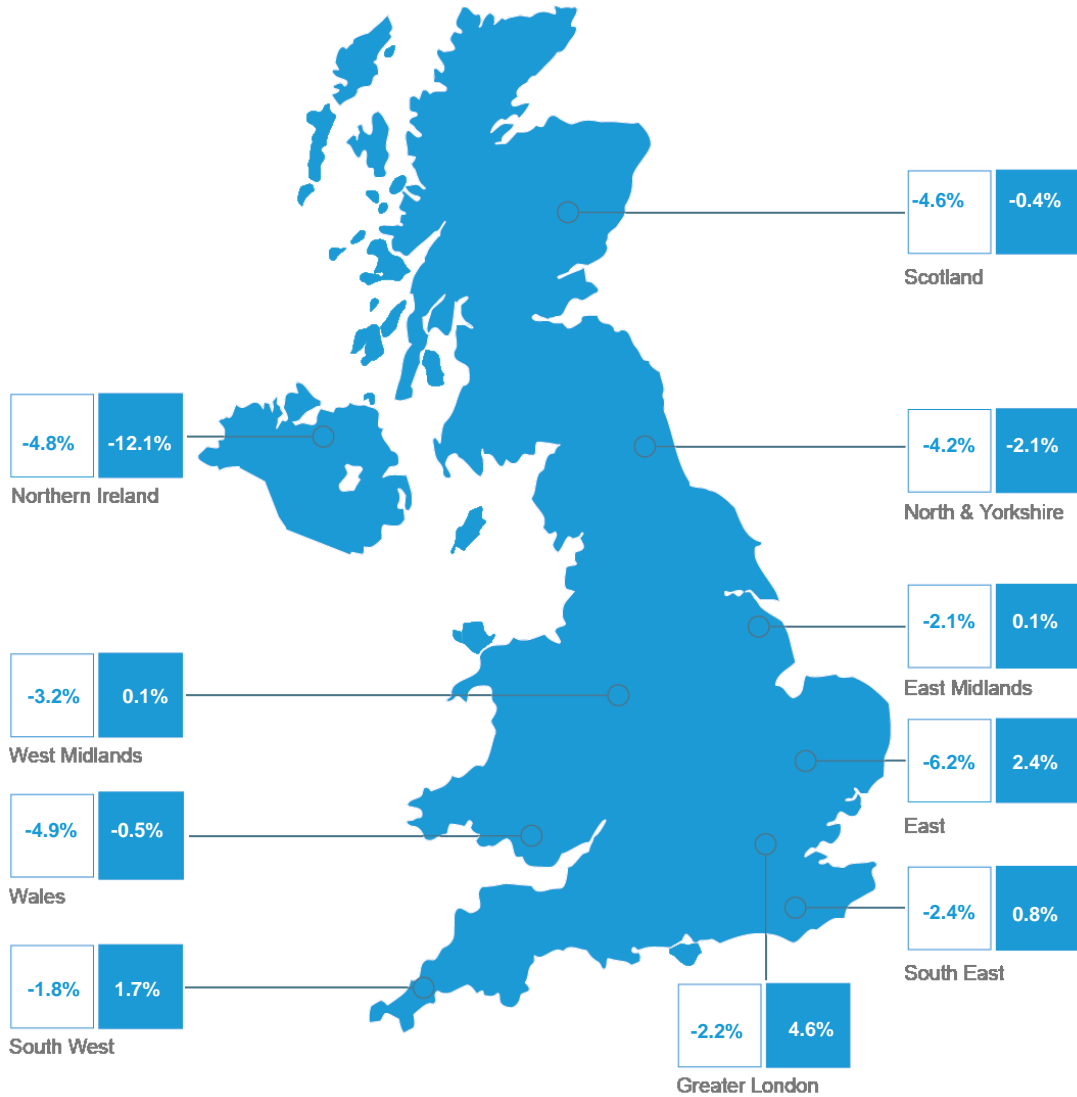 -4.6% -0.4%
Scotland
-4.8% -12.1%
Northern Ireland
-4.2% -2.1%
North & Yorkshire
-2.1% 0.1%
East Midlands
-3.2% 0.1%
West Midlands
-6.2% 2.4%
East
-4.9% -0.5%
Wales
-2.4% 0.8%
South East
-1.8% 1.7%
South West
-2.2% 4.6%
Greater London